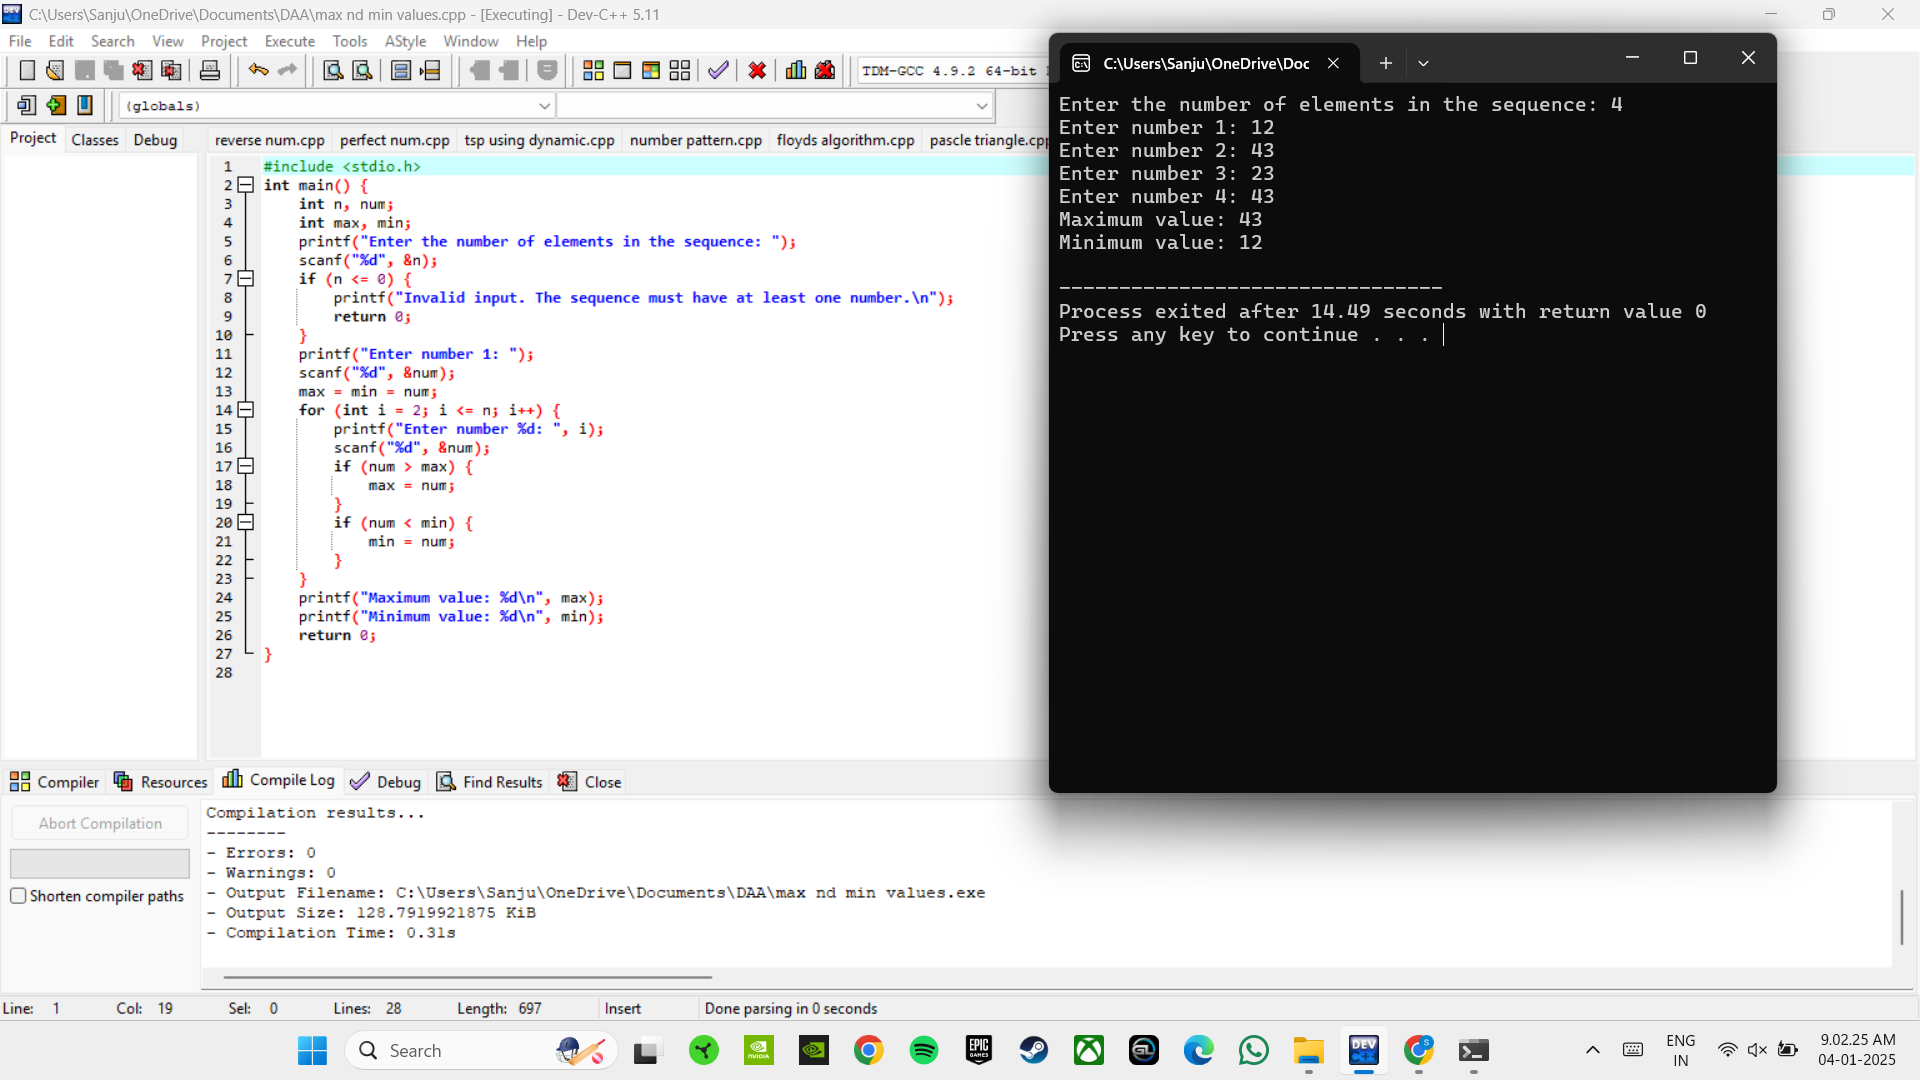 C:\Users\Sanju\OneDrive\Documents\DAA\max nd min values.cpp - [Executing] - Dev-C++ 5.11
File Edit Search View Project Execute Tools AStyle Window Help
TDM-GCC 4.9.2 64-bit
(globals)
Project Classes Debug
reverse num.cpp perfect num.cpp tsp using dynamic.cpp number pattern.cpp floyds algorithm.cpp pascle triangle.cpp
1 #include <stdio.h>
2 int main() {
3 int n, num;
4 int max, min;
5 printf("Enter the number of elements in the sequence: ");
6 scanf("%d", &n);
7 if (n <= 0) {
8 printf("Invalid input. The sequence must have at least one number.\n");
9 return 0;
10 }
11 printf("Enter number 1: ");
12 scanf("%d", &num);
13 max = min = num;
14 for (int i = 2; i <= n; i++) {
15 printf("Enter number %d: ", i);
16 scanf("%d", &num);
17 if (num > max) {
18 max = num;
19 }
20 if (num < min) {
21 min = num;
22 }
23 }
24 printf("Maximum value: %d\n", max);
25 printf("Minimum value: %d\n", min);
26 return 0;
27 }
28
C:\Users\Sanju\OneDrive\Doc
Enter the number of elements in the sequence: 4
Enter number 1: 12
Enter number 2: 43
Enter number 3: 23
Enter number 4: 43
Maximum value: 43
Minimum value: 12
--------------------------------
Process exited after 14.49 seconds with return value 0
Press any key to continue . . .
Compiler Resources Compile Log Debug Find Results Close
Abort Compilation
Shorten compiler paths
Compilation results...
--------
- Errors: 0
- Warnings: 0
- Output Filename: C:\Users\Sanju\OneDrive\Documents\DAA\max nd min values.exe
- Output Size: 128.7919921875 KiB
- Compilation Time: 0.31s
Line: 1 Col: 19 Sel: 0 Lines: 28 Length: 697 Insert Done parsing in 0 seconds
Search
NVIDIA
EPIC GAMES
DEV C++
S
ENG
IN
9.02.25 AM
04-01-2025